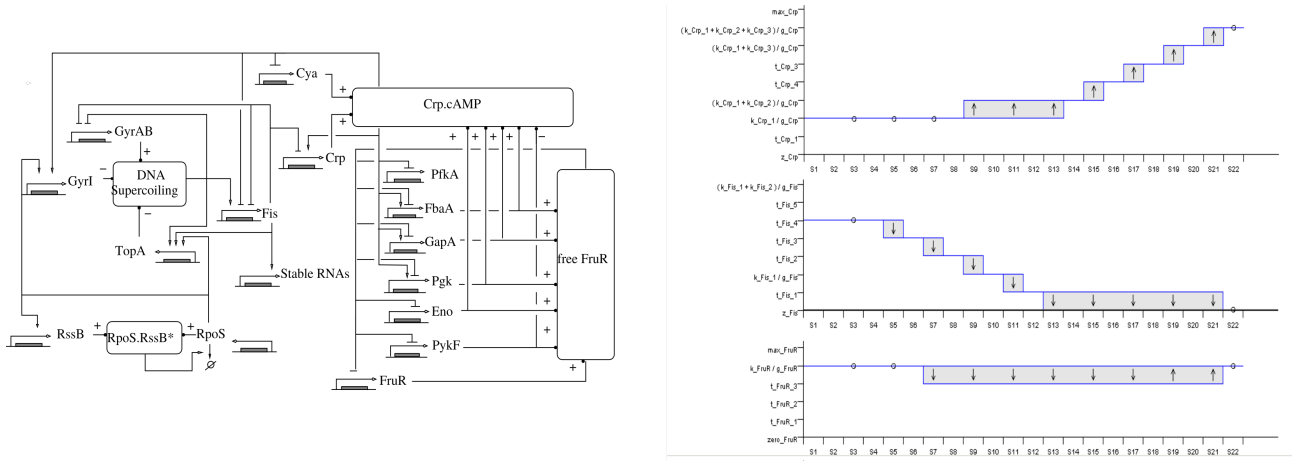 Cya
+
Crp.cAMP
+
GyrAB
+
Crp
+ + + + −
DNA
Supercoiling
−
GyrI
PfkA
Fis
FbaA
+
−
TopA
GapA
+
free FruR
Stable RNAs
Pgk
+
Eno
+
RssB
+
RpoS.RssB*
+
RpoS
PykF
+
−
FruR
+
max_Crp
(k_Crp_1 + k_Crp_2 + k_Crp_3) / g_Crp
(k_Crp_1 + k_Crp_3) / g_Crp
t_Crp_3
t_Crp_4
(k_Crp_1 + k_Crp_2) / g_Crp
k_Crp_1 / g_Crp
t_Crp_1
z_Crp
S1 S2 S3 S4 S5 S6 S7 S8 S9 S10 S11 S12 S13 S14 S15 S16 S17 S18 S19 S20 S21 S22
(k_Fis_1 + k_Fis_2) / g_Fis
t_Fis_5
t_Fis_4
t_Fis_3
t_Fis_2
k_Fis_1 / g_Fis
t_Fis_1
z_Fis
S1 S2 S3 S4 S5 S6 S7 S8 S9 S10 S11 S12 S13 S14 S15 S16 S17 S18 S19 S20 S21 S22
max_FruR
k_FruR / g_FruR
t_FruR_3
t_FruR_2
t_FruR_1
zero_FruR
S1 S2 S3 S4 S5 S6 S7 S8 S9 S10 S11 S12 S13 S14 S15 S16 S17 S18 S19 S20 S21 S22